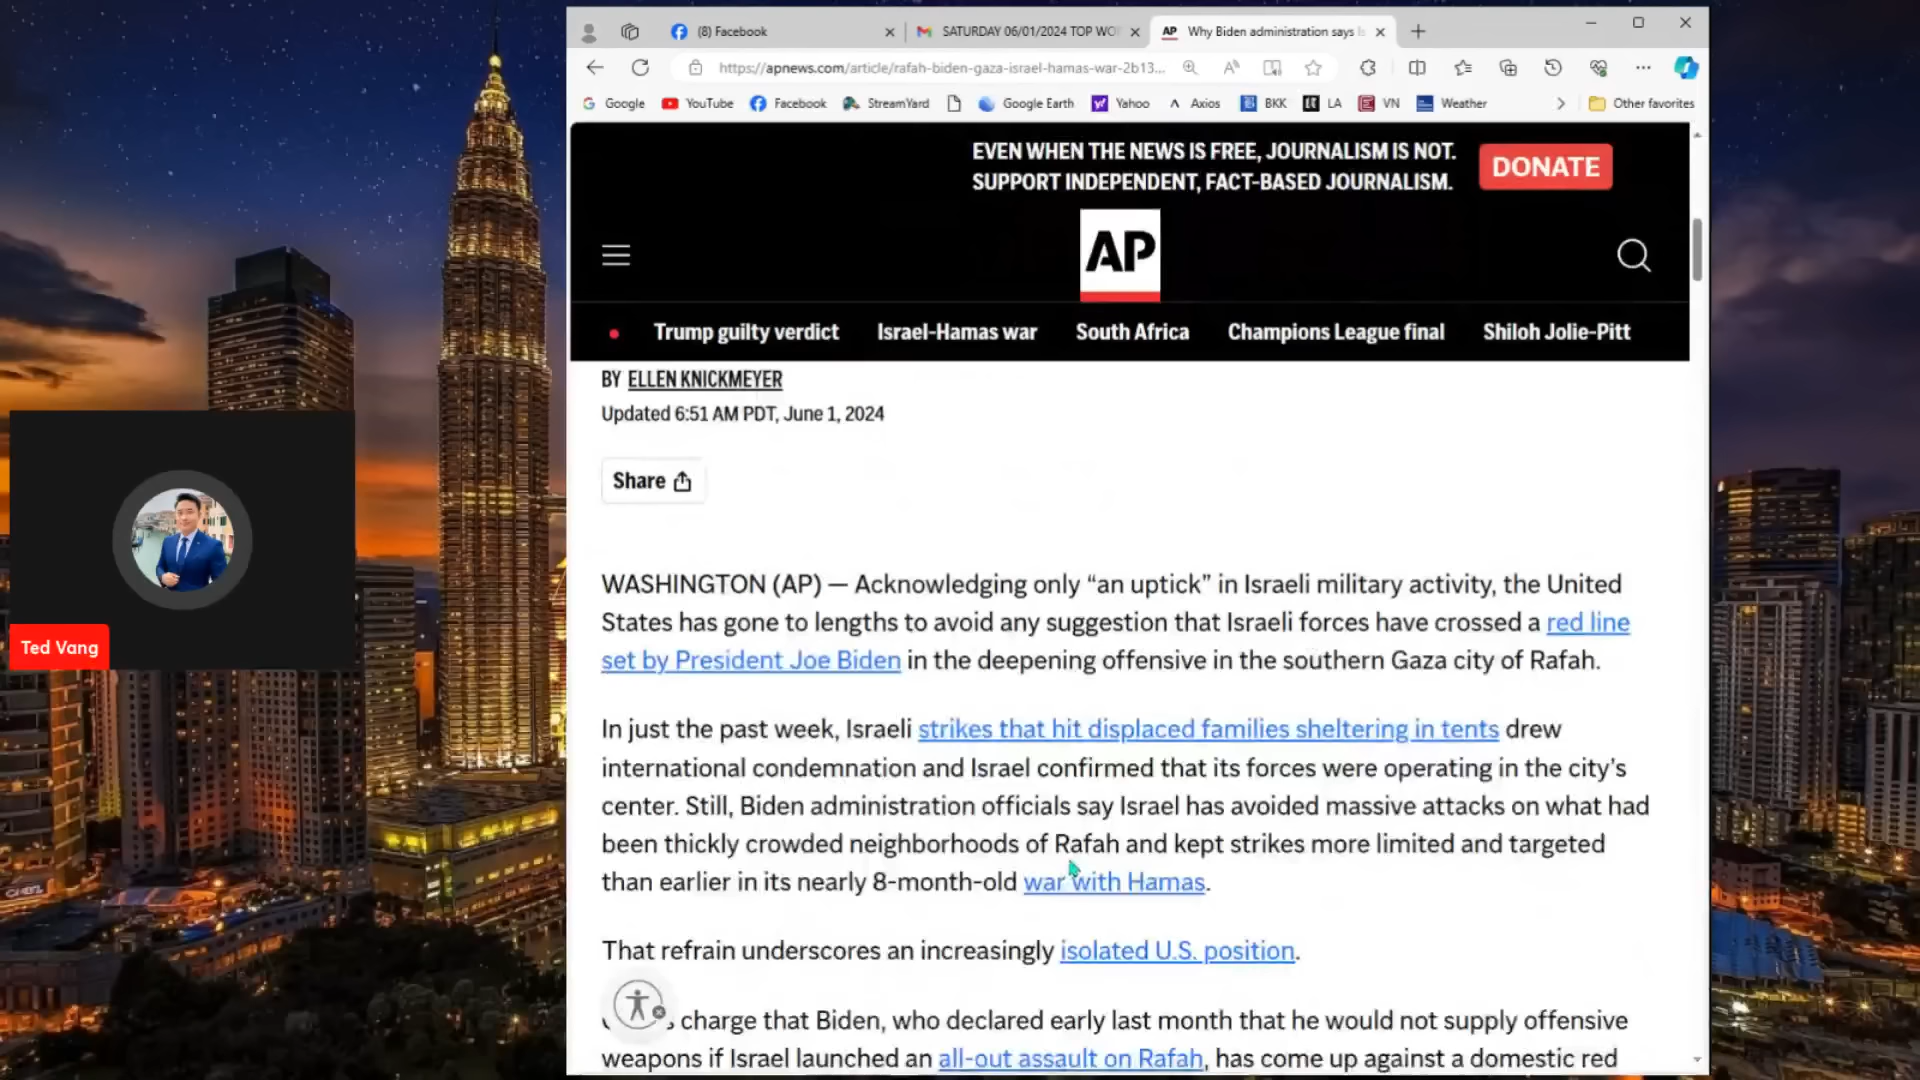 (8) Facebook
SATURDAY 06/01/2024 TOP WO
AP Why Biden administration says Is
https://apnews.com/article/rafah-biden-gaza-israel-hamas-war-2b13...
Google YouTube Facebook StreamYard Google Earth Yahoo Axios BKK LA VN Weather Other favorites
EVEN WHEN THE NEWS IS FREE, JOURNALISM IS NOT.
SUPPORT INDEPENDENT, FACT-BASED JOURNALISM.
DONATE
AP
Trump guilty verdict Israel-Hamas war South Africa Champions League final Shiloh Jolie-Pitt
BY ELLEN KNICKMEYER
Updated 6:51 AM PDT, June 1, 2024
Share
WASHINGTON (AP) — Acknowledging only “an uptick” in Israeli military activity, the United
States has gone to lengths to avoid any suggestion that Israeli forces have crossed a red line
set by President Joe Biden in the deepening offensive in the southern Gaza city of Rafah.
In just the past week, Israeli strikes that hit displaced families sheltering in tents drew
international condemnation and Israel confirmed that its forces were operating in the city’s
center. Still, Biden administration officials say Israel has avoided massive attacks on what had
been thickly crowded neighborhoods of Rafah and kept strikes more limited and targeted
than earlier in its nearly 8-month-old war with Hamas.
That refrain underscores an increasingly isolated U.S. position.
charge that Biden, who declared early last month that he would not supply offensive
weapons if Israel launched an all-out assault on Rafah, has come up against a domestic red
Ted Vang